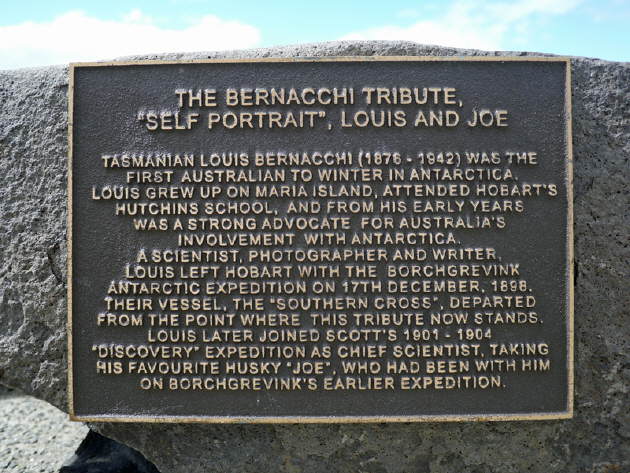 THE BERNACCHI TRIBUTE,
"SELF PORTRAIT", LOUIS AND JOE
TASMANIAN LOUIS BERNACCHI (1876 - 1942) WAS THE
FIRST AUSTRALIAN TO WINTER IN ANTARCTICA.
LOUIS GREW UP ON MARIA ISLAND, ATTENDED HOBART'S
HUTCHINS SCHOOL, AND FROM HIS EARLY YEARS
WAS A STRONG ADVOCATE FOR AUSTRALIA'S
INVOLVEMENT WITH ANTARCTICA.
A SCIENTIST, PHOTOGRAPHER AND WRITER,
LOUIS LEFT HOBART WITH THE BORCHGREVINK
ANTARCTIC EXPEDITION ON 17TH DECEMBER, 1898.
THEIR VESSEL, THE "SOUTHERN CROSS", DEPARTED
FROM THE POINT WHERE THIS TRIBUTE NOW STANDS.
LOUIS LATER JOINED SCOTT'S 1901 - 1904
"DISCOVERY" EXPEDITION AS CHIEF SCIENTIST, TAKING
HIS FAVOURITE HUSKY "JOE", WHO HAD BEEN WITH HIM
ON BORCHGREVINK'S EARLIER EXPEDITION.